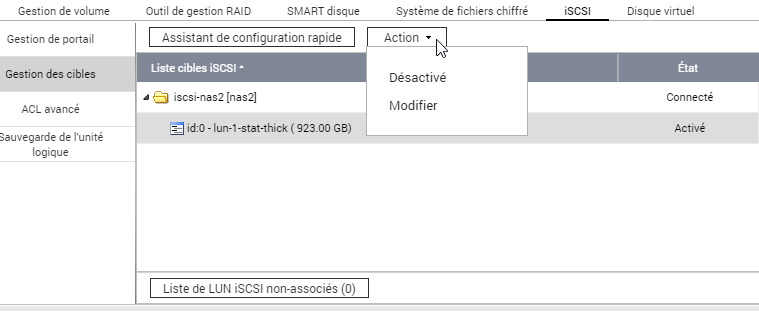 Gestion de volume Outil de gestion RAID SMART disque Système de fichiers chiffré iSCSI Disque virtuel
Gestion de portail
Gestion des cibles
ACL avancé
Sauvegarde de l'unité
logique
Assistant de configuration rapide Action
Désactivé
Modifier
Liste cibles iSCSI État
iscsi-nas2 [nas2] Connecté
id:0 - lun-1-stat-thick ( 923.00 GB) Activé
Liste de LUN iSCSI non-associés (0)